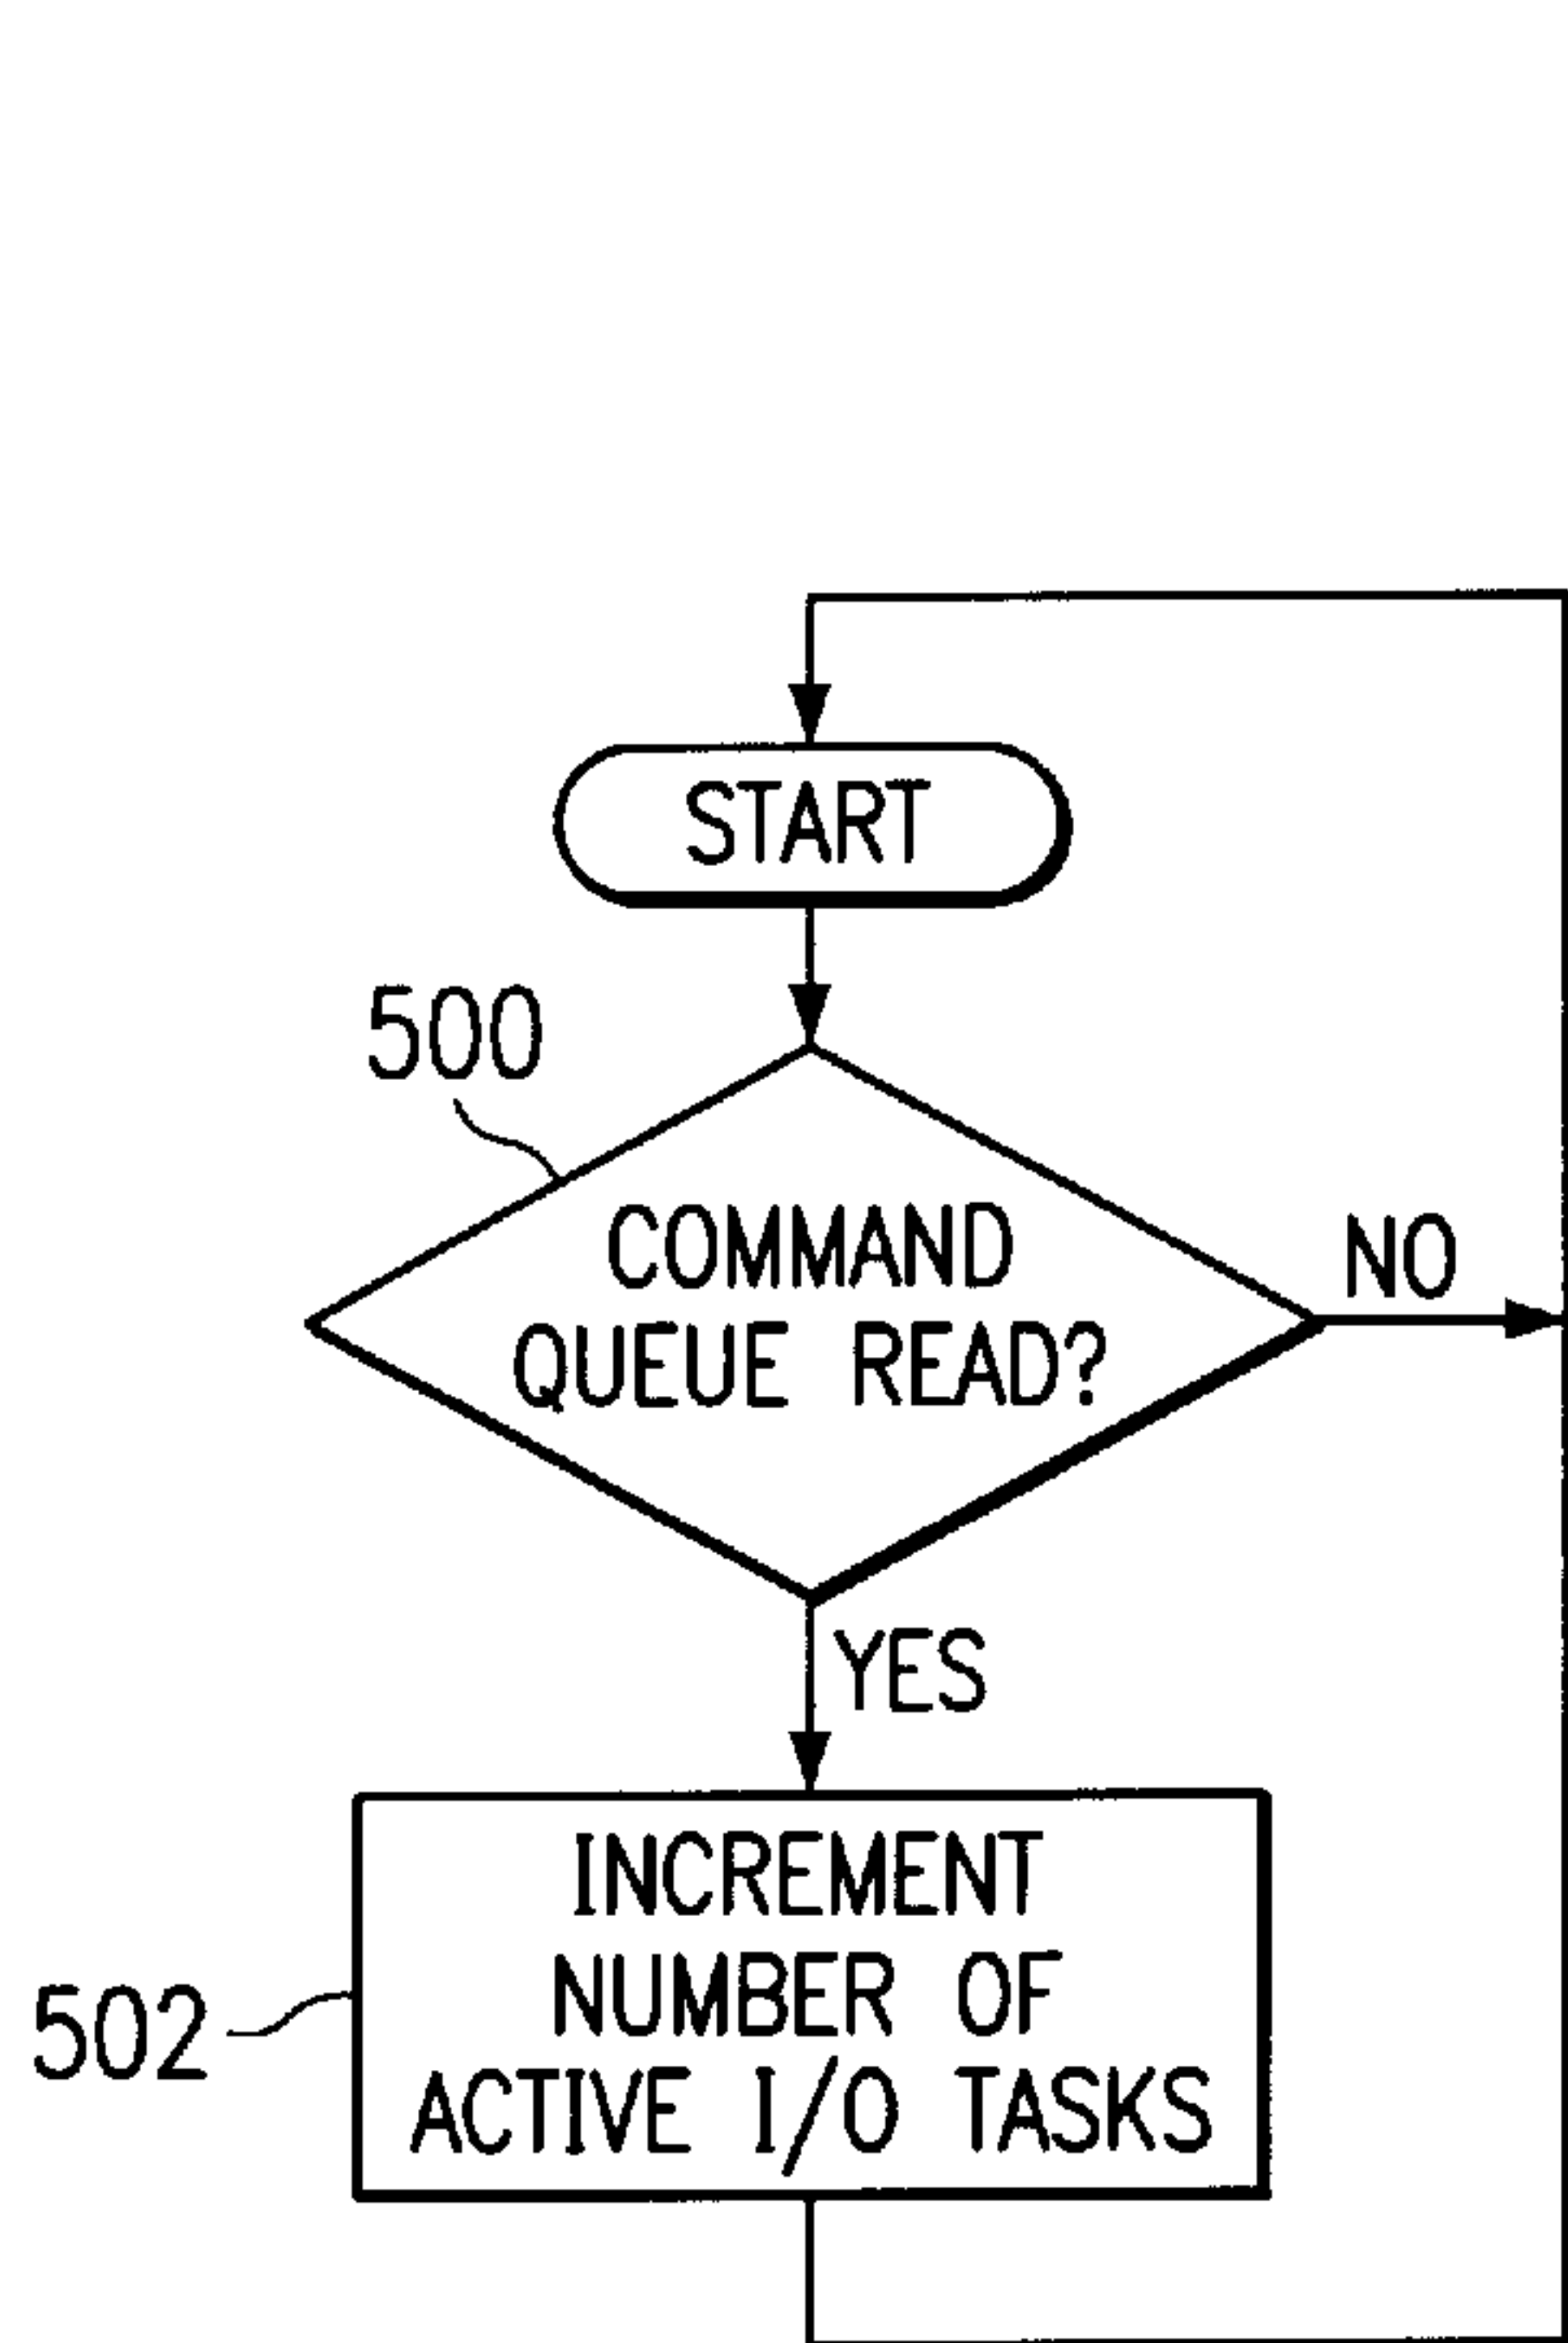 START
500
COMMAND
QUEUE READ?
NO
YES
INCREMENT
NUMBER OF
ACTIVE I/O TASKS
502